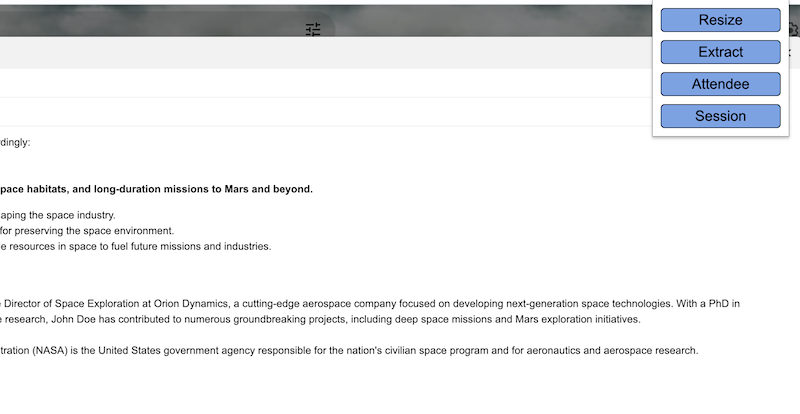 Resize
Extract
Attendee
Session
dingly:
pace habitats, and long-duration missions to Mars and beyond.
aping the space industry.
for preserving the space environment.
e resources in space to fuel future missions and industries.
Director of Space Exploration at Orion Dynamics, a cutting-edge aerospace company focused on developing next-generation space technologies. With a PhD in
e research, John Doe has contributed to numerous groundbreaking projects, including deep space missions and Mars exploration initiatives.
tration (NASA) is the United States government agency responsible for the nation's civilian space program and for aeronautics and aerospace research.